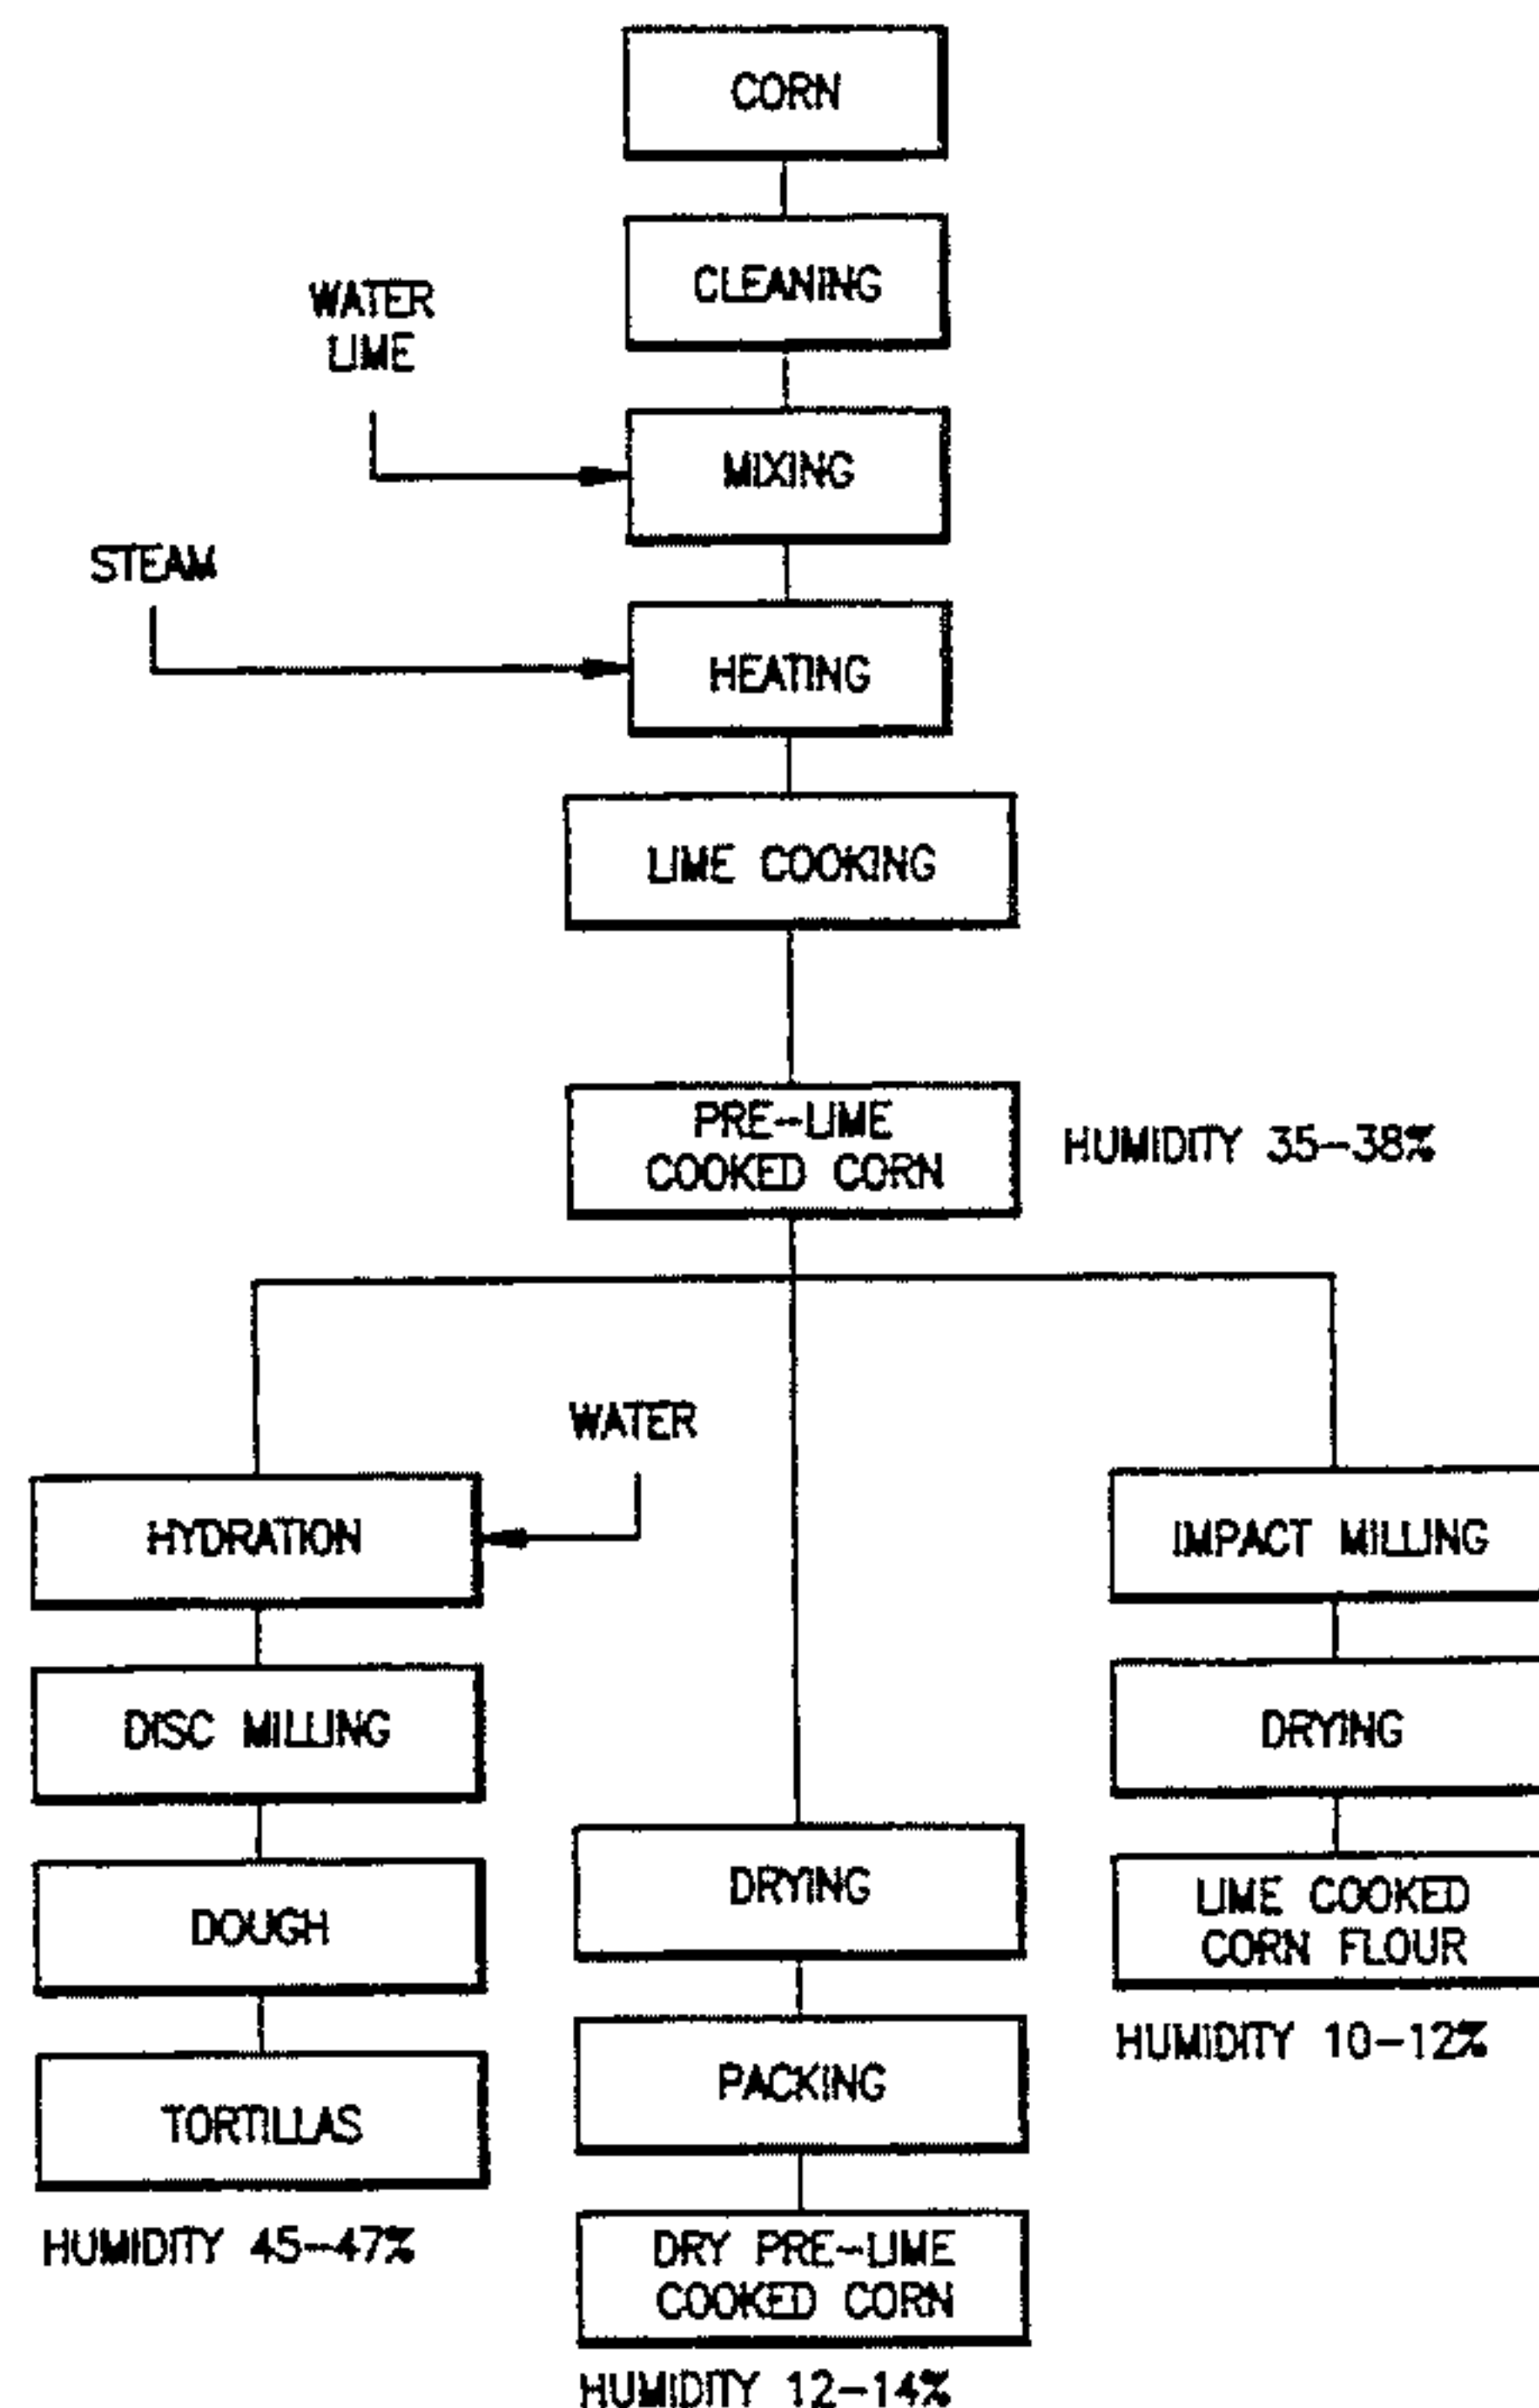 CORN
CLEANING
WATER
LIME
MIXING
STEAM
HEATING
LIME COOKING
PRE-LIME
COOKED CORN
HUMIDITY 35-38%
WATER
HYDRATION
DISC MILLING
DOUGH
TORTILLAS
HUMIDITY 45-47%
DRYING
PACKING
DRY PRE-LIME
COOKED CORN
HUMIDITY 12-14%
IMPACT MILLING
DRYING
LIME COOKED
CORN FLOUR
HUMIDITY 10-12%